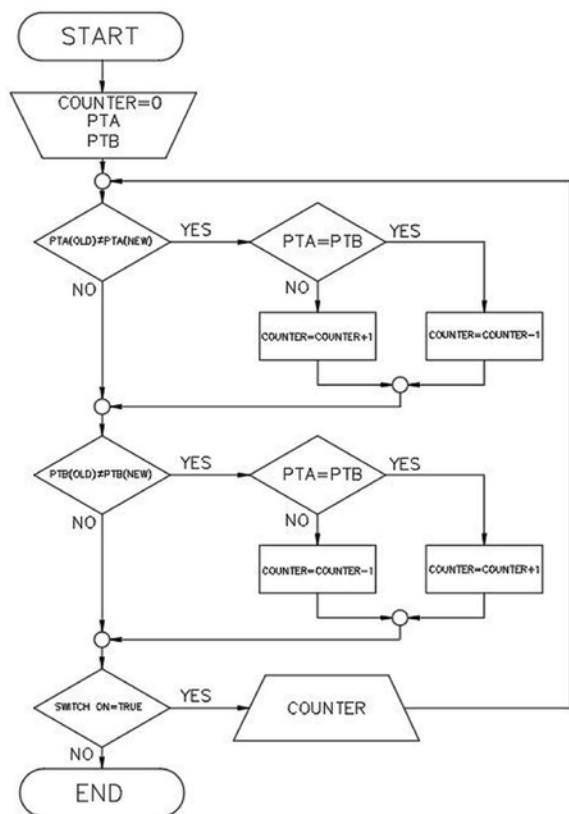 START
COUNTER=0
PTA
PTB
PTA(OLD)≠PTA(NEW)
YES
PTA=PTB
YES
NO
NO
COUNTER=COUNTER+1
COUNTER=COUNTER-1
PTB(OLD)≠PTB(NEW)
YES
PTA=PTB
YES
NO
NO
COUNTER=COUNTER-1
COUNTER=COUNTER+1
SWITCH ON=TRUE
YES
COUNTER
NO
END